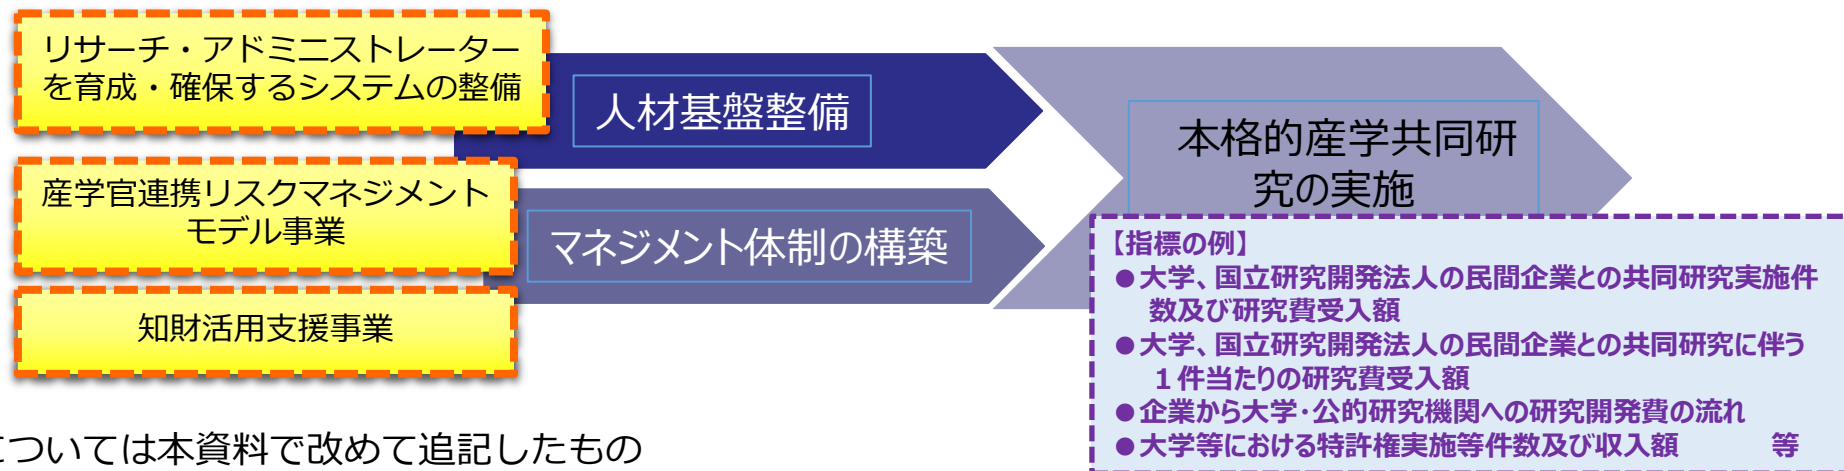 リサーチ・アドミニストレーター
を育成・確保するシステムの整備
人材基盤整備
産学官連携リスクマネジメント
モデル事業
マネジメント体制の構築
知財活用支援事業
本格的産学共同研
究の実施
【指標の例】
●大学、国立研究開発法人の民間企業との共同研究実施件
数及び研究費受入額
●大学、国立研究開発法人の民間企業との共同研究に伴う
１件当たりの研究費受入額
●企業から大学･公的研究機関への研究開発費の流れ
●大学等における特許権実施等件数及び収入額　　　等
については本資料で改めて追記したもの